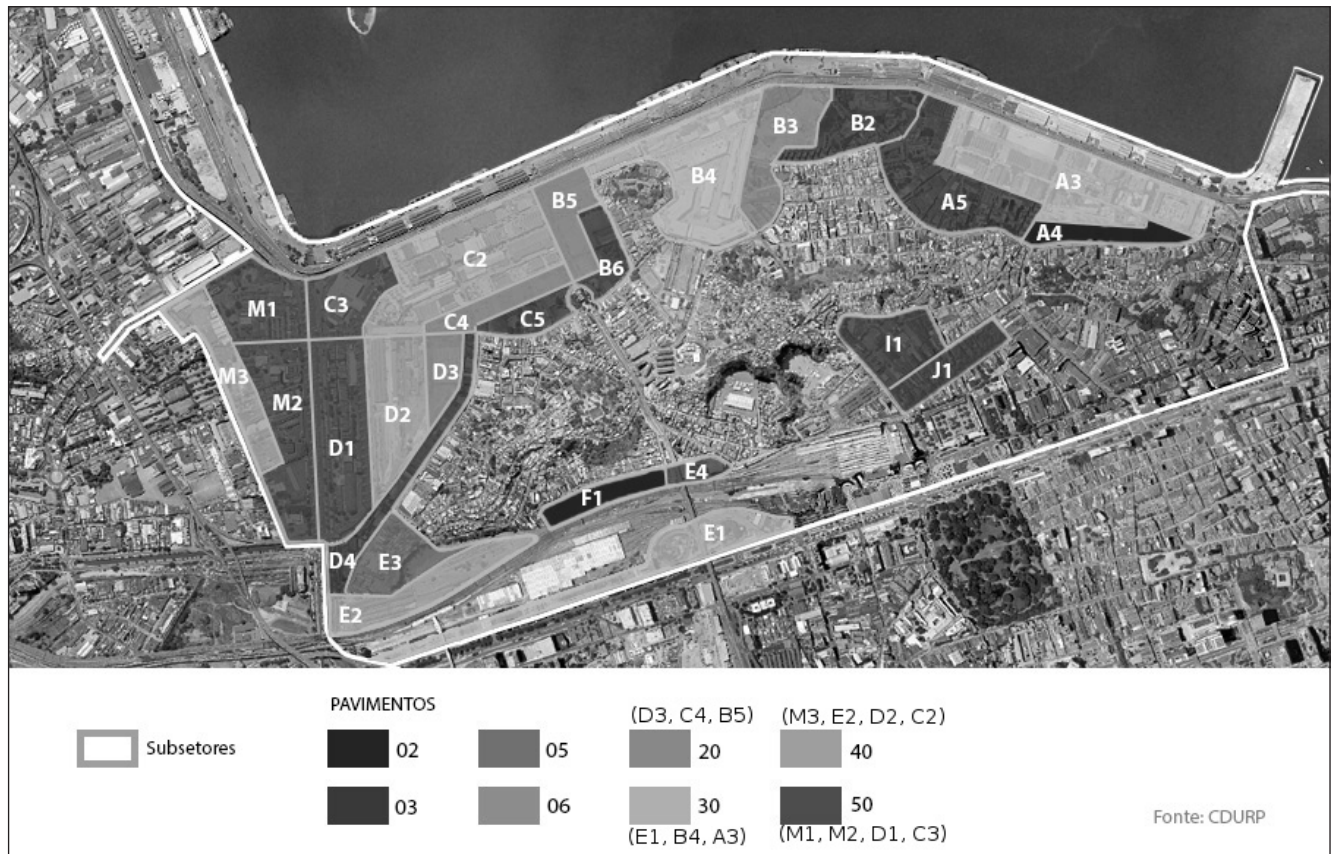 B3
B2
B4
A3
B5
A5
A4
C2
B6
M1
C3
C4
C5
I1
J1
M3
M2
D3
D2
D1
E4
F1
E1
D4
E3
E2
PAVIMENTOS
(D3, C4, B5)
(M3, E2, D2, C2)
Subsetores
02
05
20
40
03
06
30
50
Fonte: CDURP
(E1, B4, A3)
(M1, M2, D1, C3)